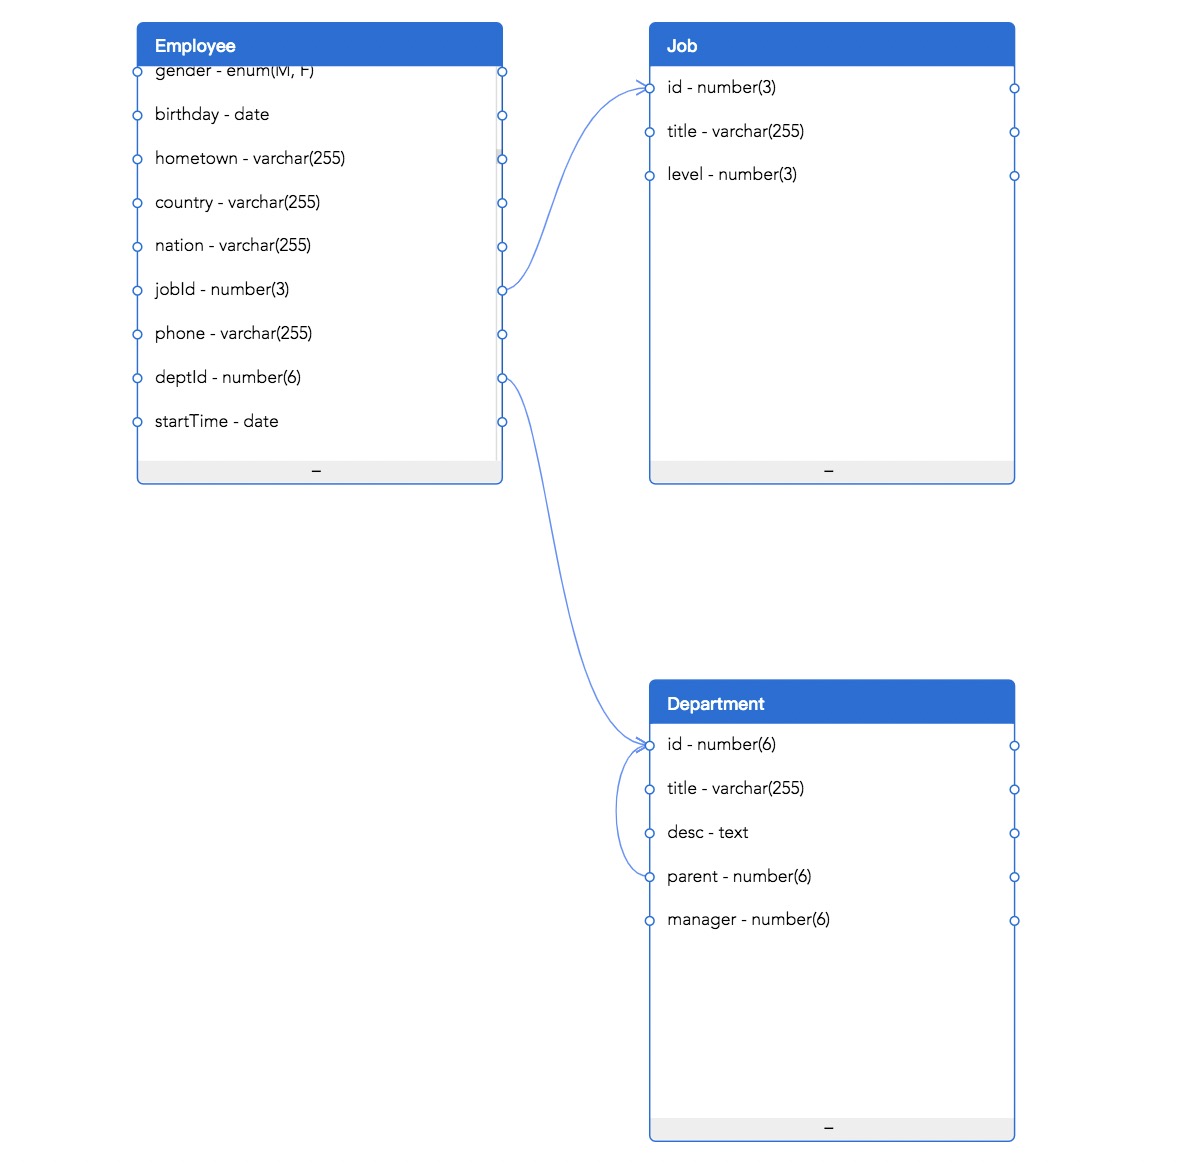 Employee
gender - enum(M, F)
birthday - date
hometown - varchar(255)
country - varchar(255)
nation - varchar(255)
jobId - number(3)
phone - varchar(255)
deptId - number(6)
startTime - date
–
Job
id - number(3)
title - varchar(255)
level - number(3)
–
Department
id - number(6)
title - varchar(255)
desc - text
parent - number(6)
manager - number(6)
–